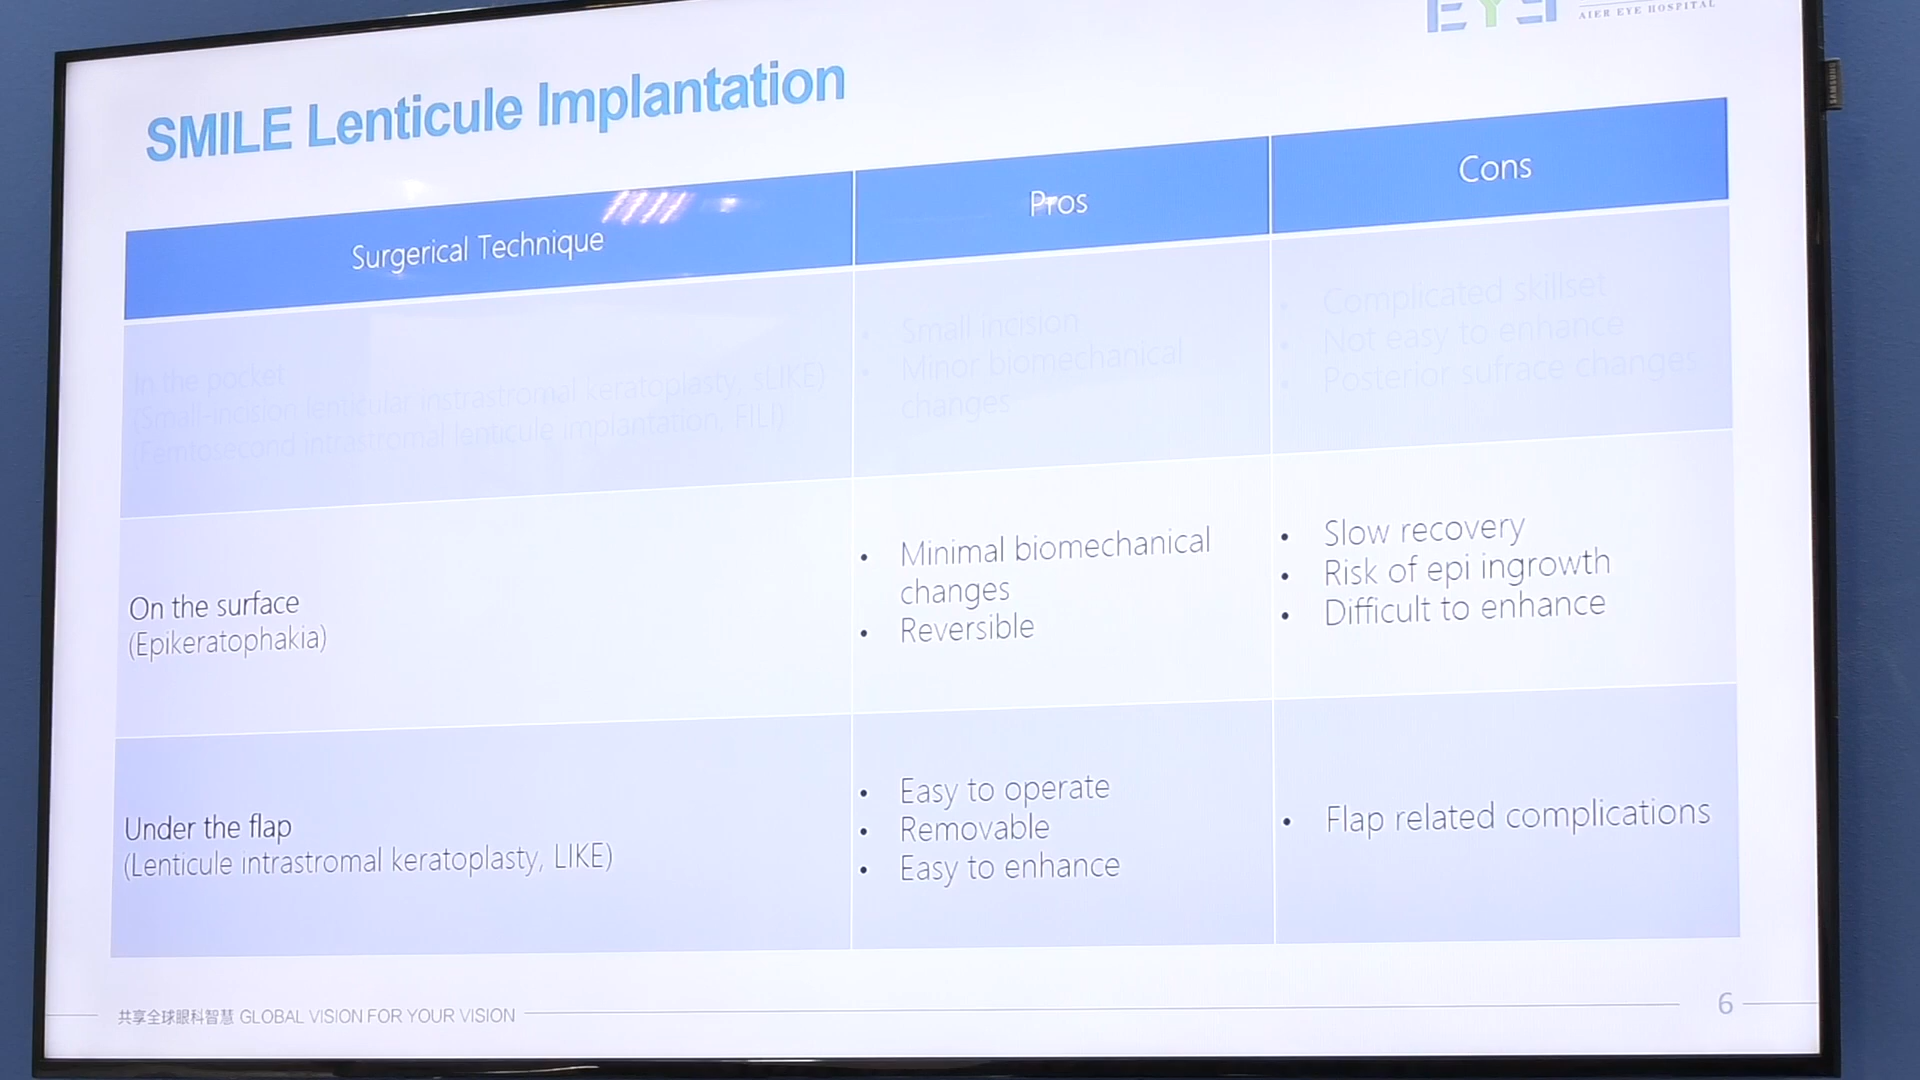 EYE
AIER EYE HOSPITAL
SAMSUNG
SMILE Lenticule Implantation
Surgerical Technique
Pros
Cons
In the pocket
(Small-incision lenticular instrastromal keratoplasty, sLIKE)
(Femtosecond intrastromal lenticule implantation, FILI)
• Small incision
• Minor biomechanical
changes
• Complicated skillset
• Not easy to enhance
• Posterior sufrace changes
On the surface
(Epikeratophakia)
• Minimal biomechanical
changes
• Reversible
• Slow recovery
• Risk of epi ingrowth
• Difficult to enhance
Under the flap
(Lenticule intrastromal keratoplasty, LIKE)
• Easy to operate
• Removable
• Easy to enhance
• Flap related complications
共享全球眼科智慧 GLOBAL VISION FOR YOUR VISION
6